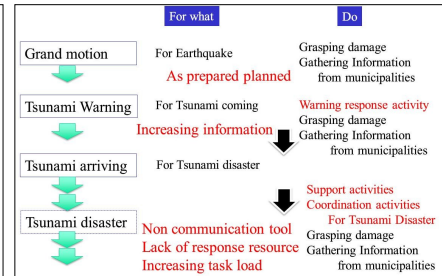 For what
Do
Grand motion
For Earthquake
As prepared planned
Grasping damage
Gathering Information
from municipalities
Tsunami Warning
For Tsunami coming
Increasing information
Warning response activity
Grasping damage
Gathering Information
from municipalities
Tsunami arriving
For Tsunami disaster
Support activities
Coordination activities
For Tsunami Disaster
Tsunami disaster
Non communication tool
Lack of response resource
Increasing task load
Grasping damage
Gathering Information
from municipalities